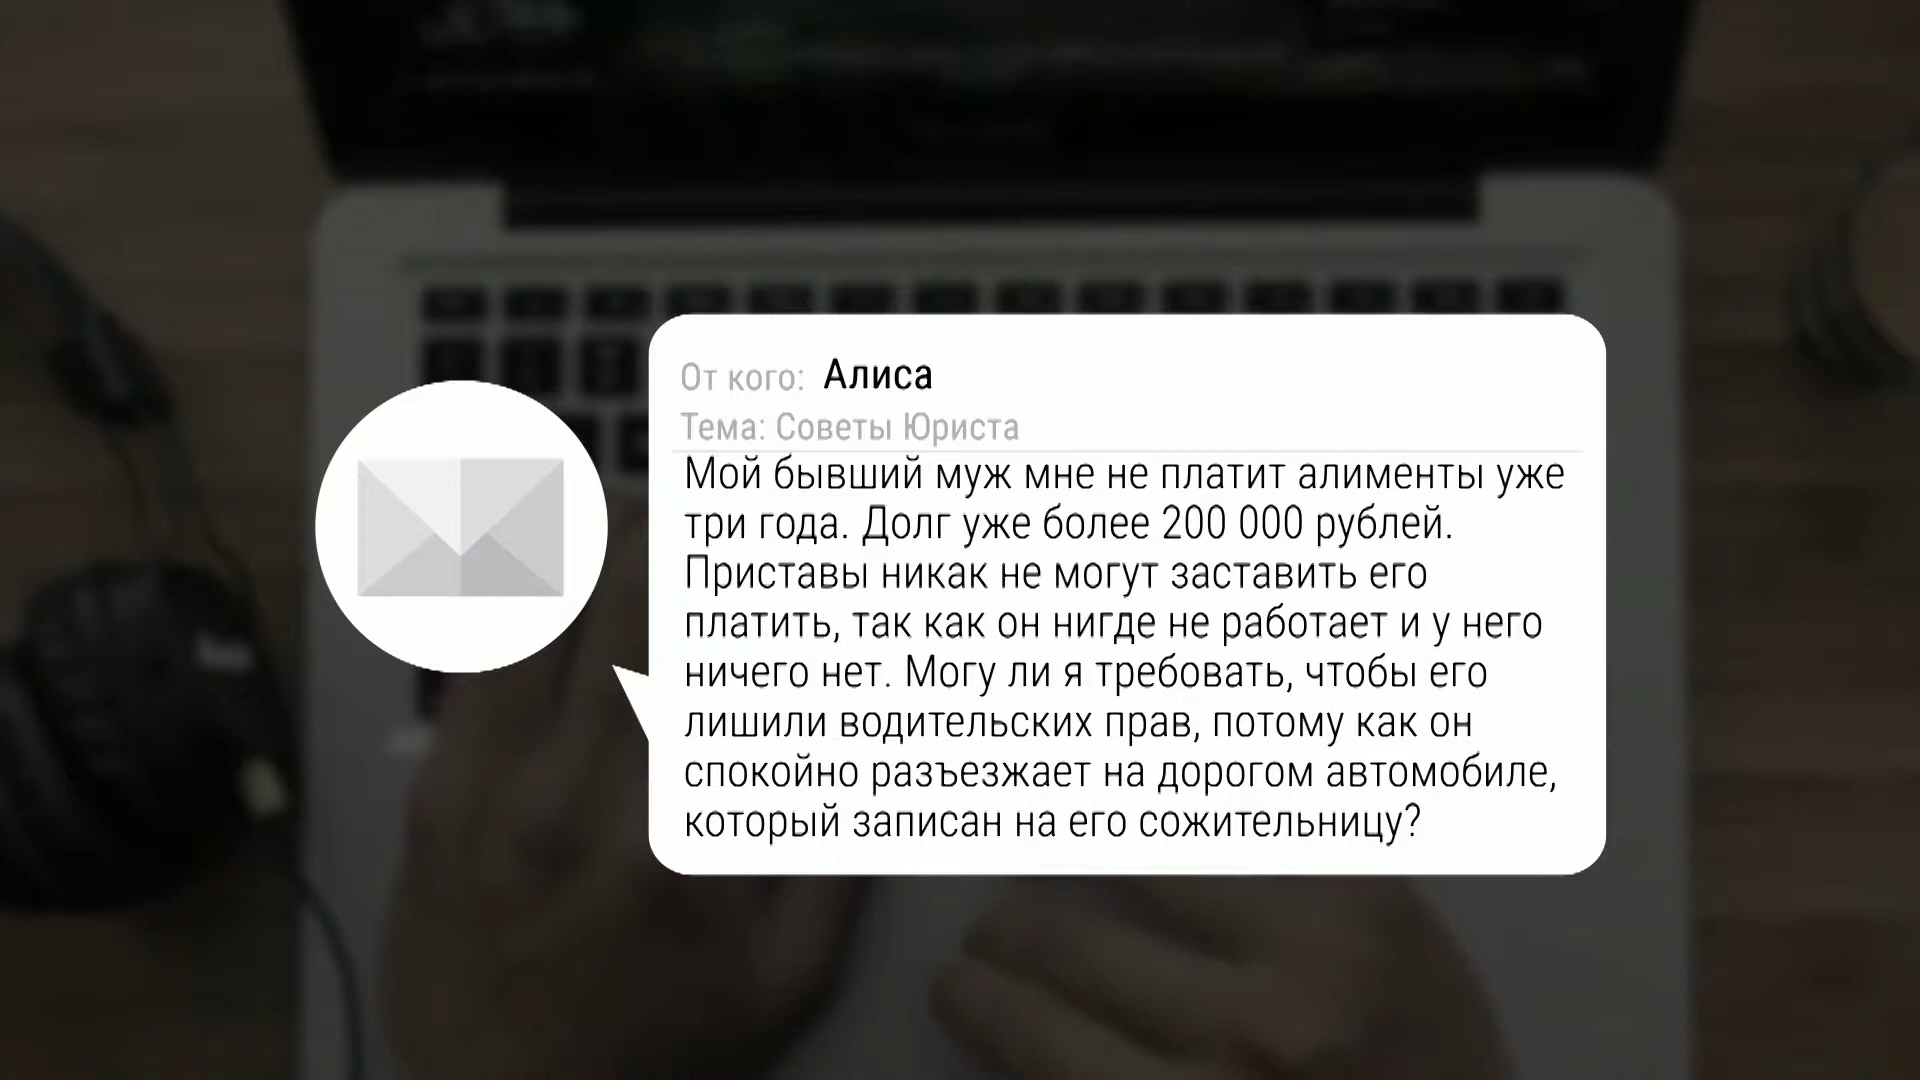 От кого: Алиса
Тема: Советы Юриста
Мой бывший муж мне не платит алименты уже
три года. Долг уже более 200 000 рублей.
Приставы никак не могут заставить его
платить, так как он нигде не работает и у него
ничего нет. Могу ли я требовать, чтобы его
лишили водительских прав, потому как он
спокойно разъезжает на дорогом автомобиле,
который записан на его сожительницу?